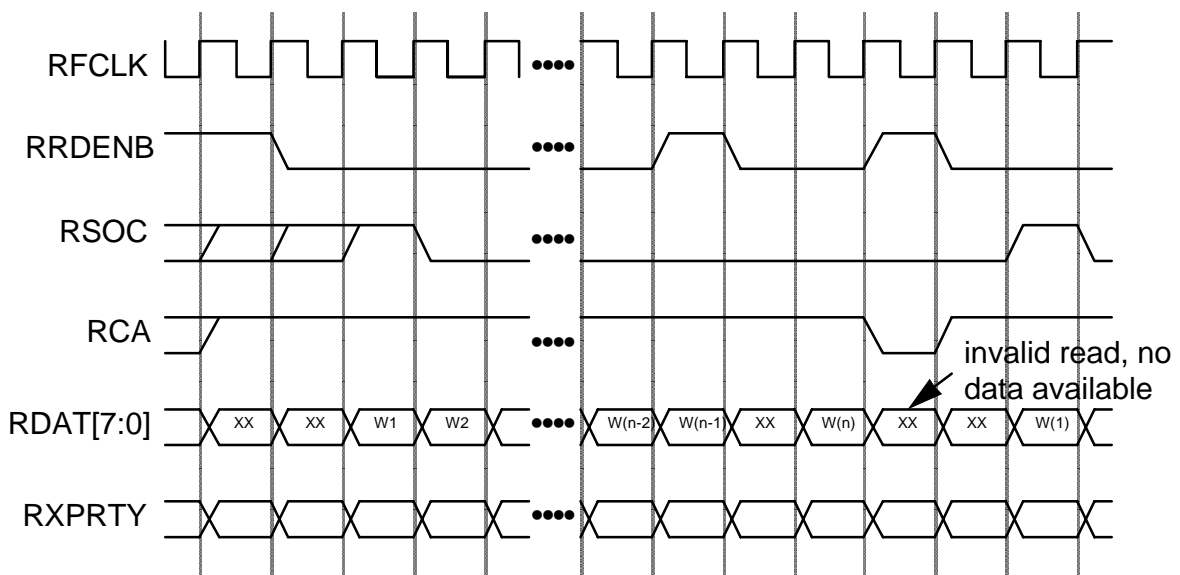 RFCLK
RRDENB
RSOC
RCA
invalid read, no
data available
RDAT[7:0] XX XX W1 W2 W(n-2) W(n-1) XX W(n) XX XX W(1)
RXPRTY